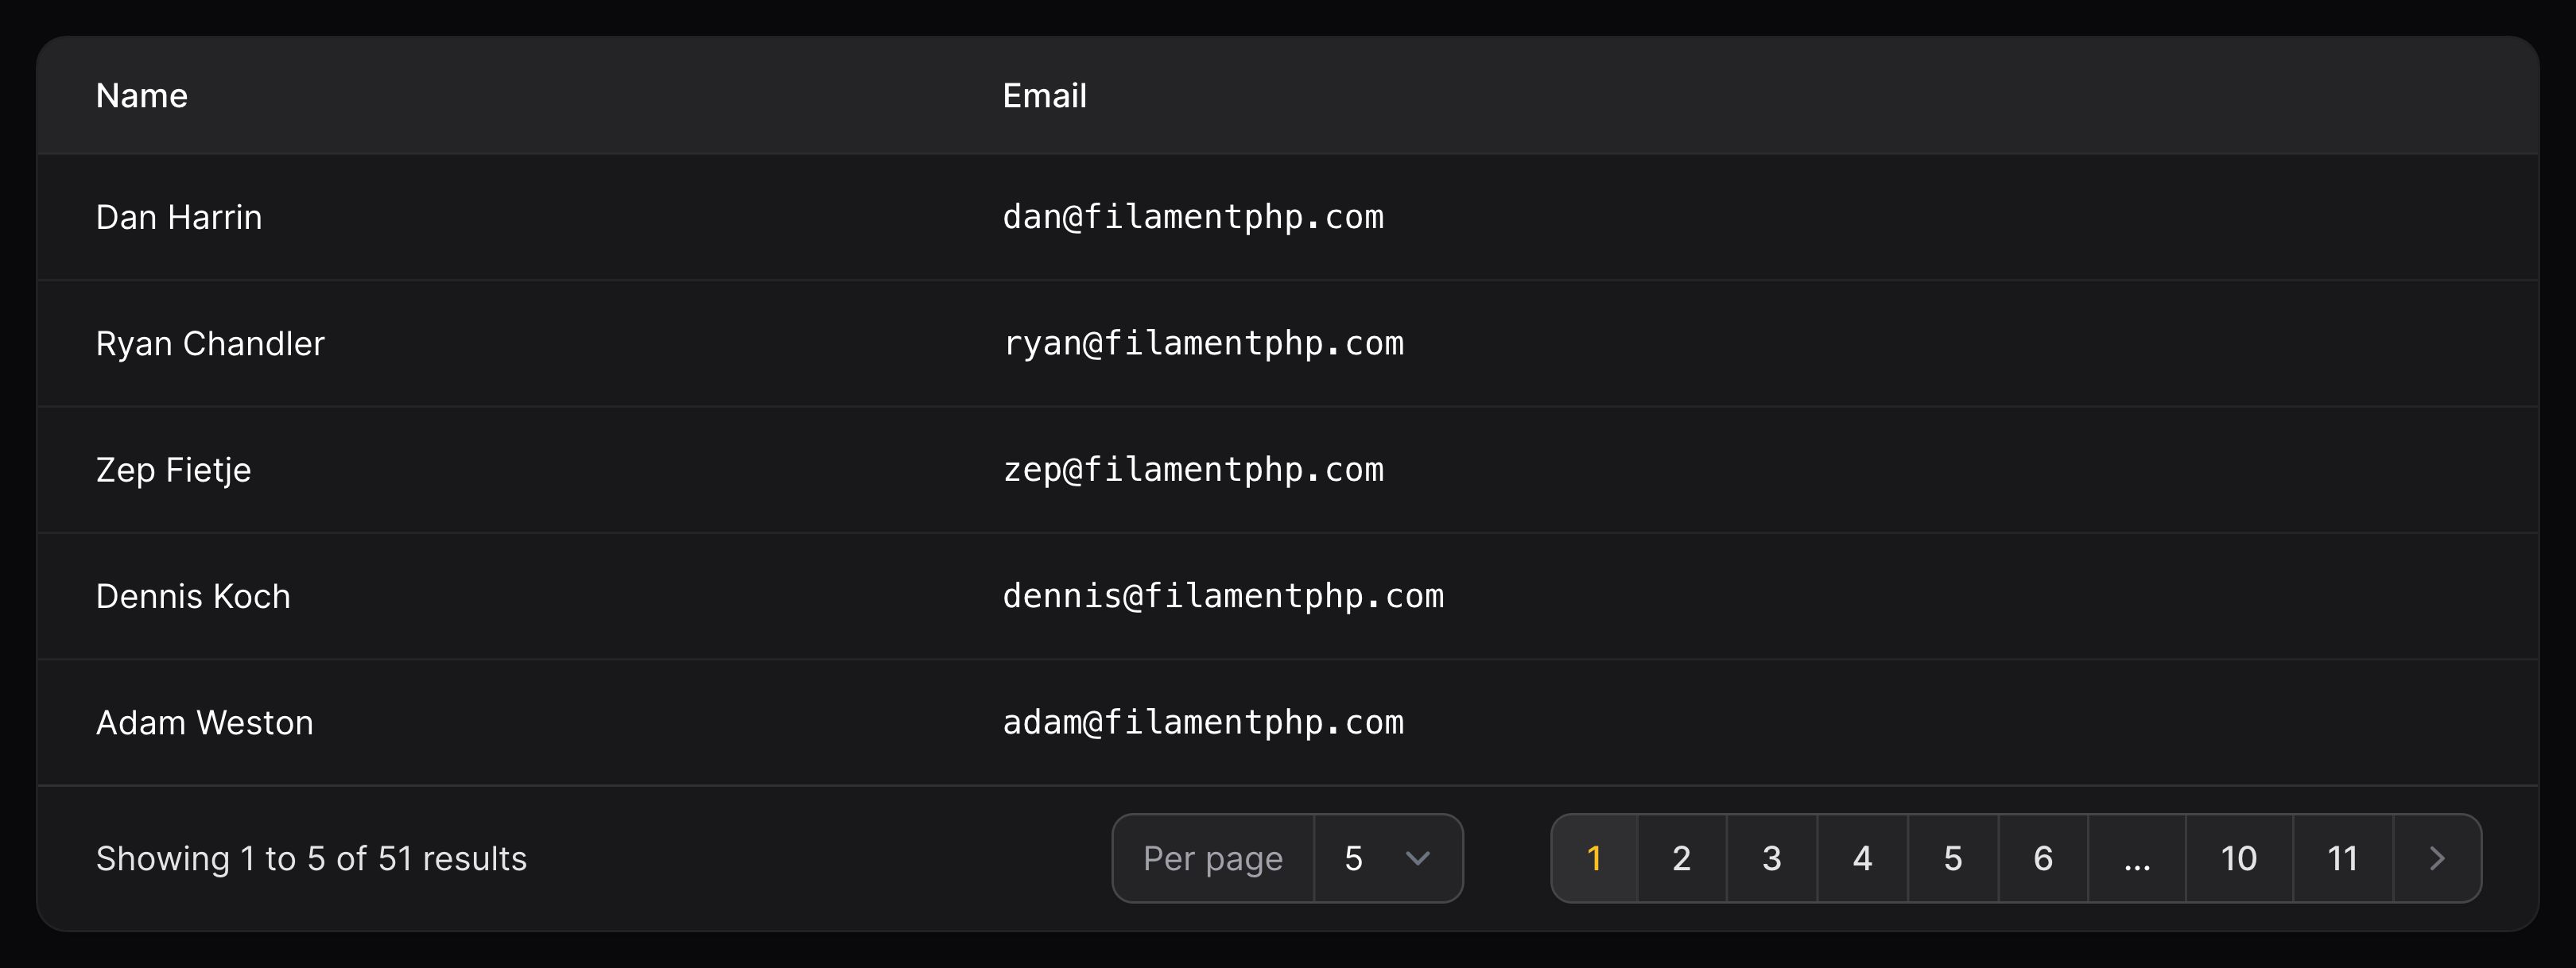 Name Email
Dan Harrin dan@filamentphp.com
Ryan Chandler ryan@filamentphp.com
Zep Fietje zep@filamentphp.com
Dennis Koch dennis@filamentphp.com
Adam Weston adam@filamentphp.com
Showing 1 to 5 of 51 results Per page 5 1 2 3 4 5 6 ... 10 11